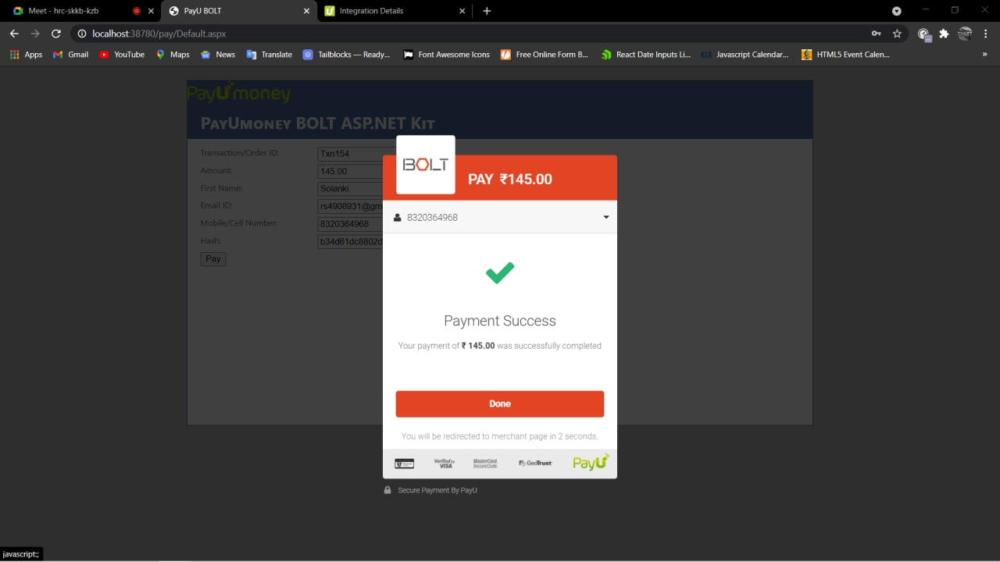 Meet - hrc-skkb-kzb
PayU BOLT
Integration Details
localhost:38780/pay/Default.aspx
Apps Gmail YouTube Maps News Translate Tailblocks — Ready... Font Awesome Icons Free Online Form B... React Date Inputs Li... Javascript Calendar... HTML5 Event Calen... »
PayUmoney
PayUmoney BOLT ASP.NET Kit
Transaction/Order ID: Txn154
Amount: 145.00
First Name: Solanki
Email ID: rs4908931@gm
Mobile/Cell Number: 8320364968
Hash: b34d61dc8802d
Pay
BOLT
PAY ₹145.00
8320364968
Payment Success
Your payment of ₹ 145.00 was successfully completed
Done
You will be redirected to merchant page in 2 seconds.
Verified by VISA
MasterCard. SecureCode.
GeoTrust
PayU
Secure Payment By PayU
javascript:;